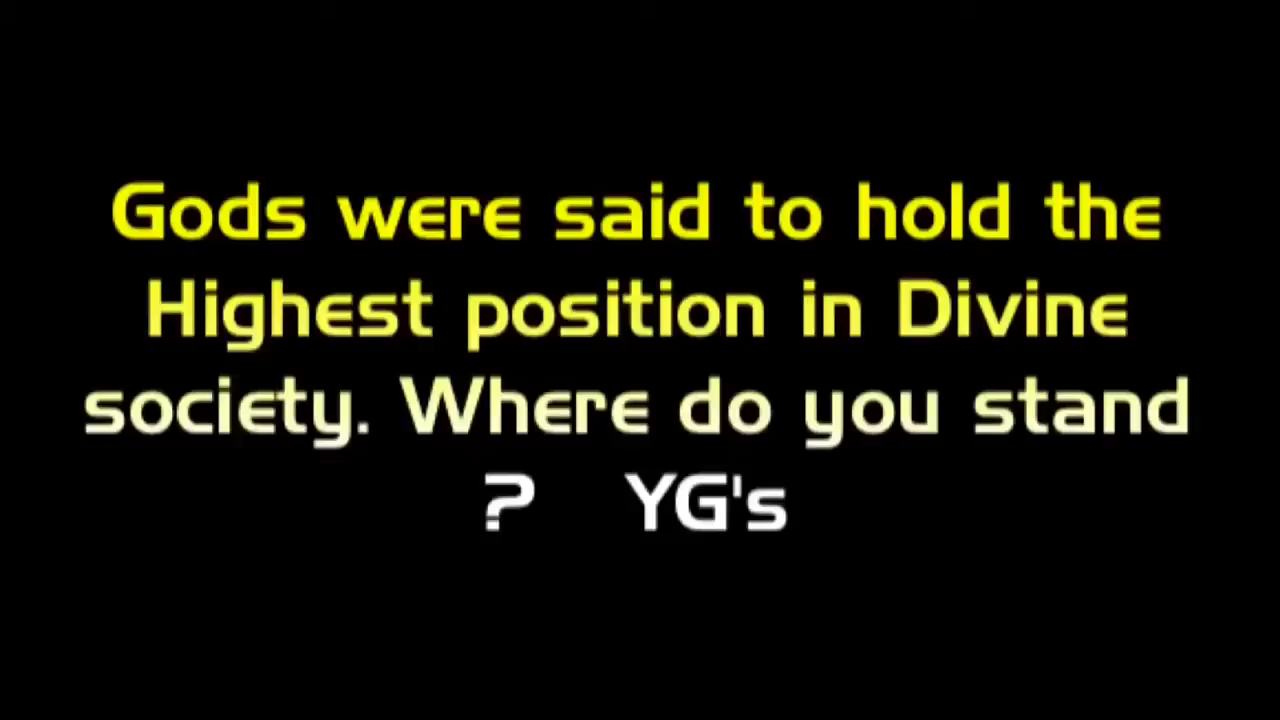 Gods were said to hold the
Highest position in Divine
society. Where do you stand
? YG's